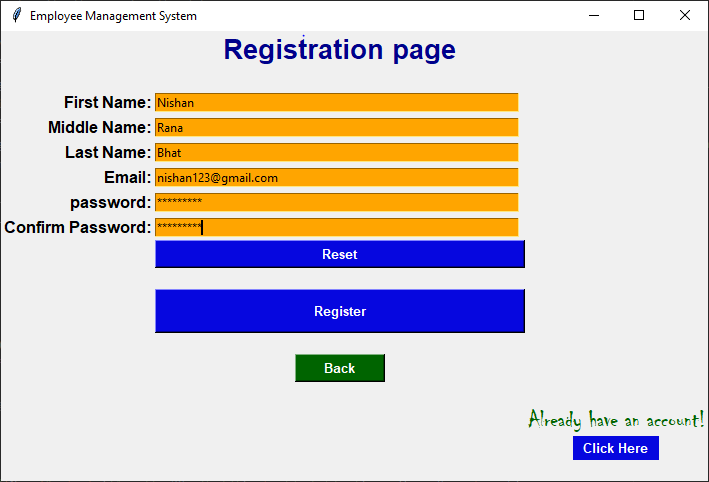 Employee Management System
Registration page
First Name: Nishan
Middle Name: Rana
Last Name: Bhat
Email: nishan123@gmail.com
password: *********
Confirm Password: *********
Reset
Register
Back
Already have an account!
Click Here